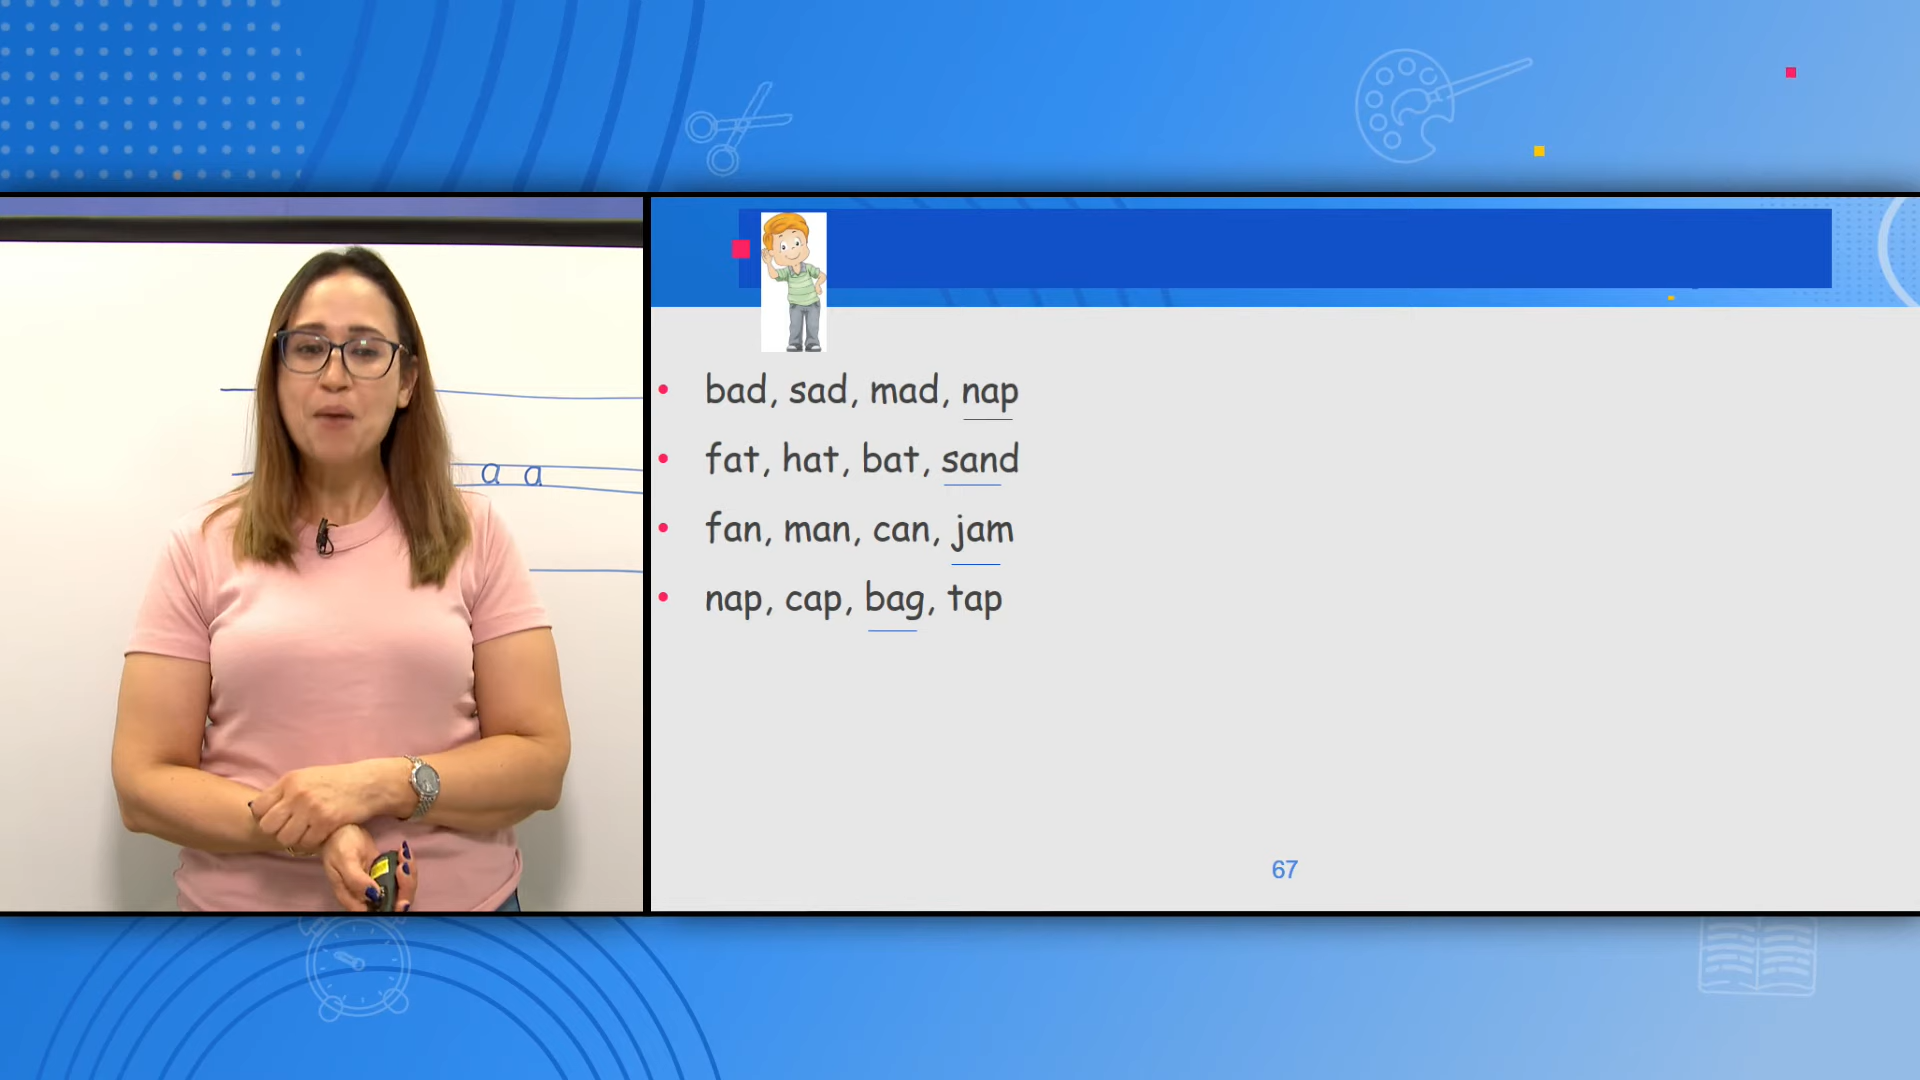 a a
bad, sad, mad, nap
fat, hat, bat, sand
fan, man, can, jam
nap, cap, bag, tap
67